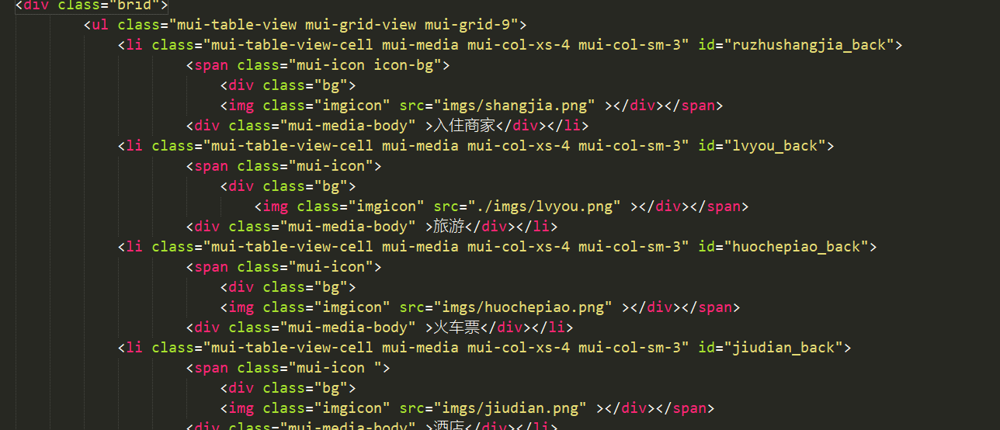 <div class="brid">
<ul class="mui-table-view mui-grid-view mui-grid-9">
<li class="mui-table-view-cell mui-media mui-col-xs-4 mui-col-sm-3" id="ruzhushangjia_back">
<span class="mui-icon icon-bg">
<div class="bg">
<img class="imgicon" src="imgs/shangjia.png" ></div></span>
<div class="mui-media-body" >入住商家</div></li>
<li class="mui-table-view-cell mui-media mui-col-xs-4 mui-col-sm-3" id="lvyou_back">
<span class="mui-icon">
<div class="bg">
<img class="imgicon" src="./imgs/lvyou.png" ></div></span>
<div class="mui-media-body" >旅游</div></li>
<li class="mui-table-view-cell mui-media mui-col-xs-4 mui-col-sm-3" id="huochepiao_back">
<span class="mui-icon">
<div class="bg">
<img class="imgicon" src="imgs/huochepiao.png" ></div></span>
<div class="mui-media-body" >火车票</div></li>
<li class="mui-table-view-cell mui-media mui-col-xs-4 mui-col-sm-3" id="jiudian_back">
<span class="mui-icon ">
<div class="bg">
<img class="imgicon" src="imgs/jiudian.png" ></div></span>
<div class="mui-media-body" >酒店</div></li>